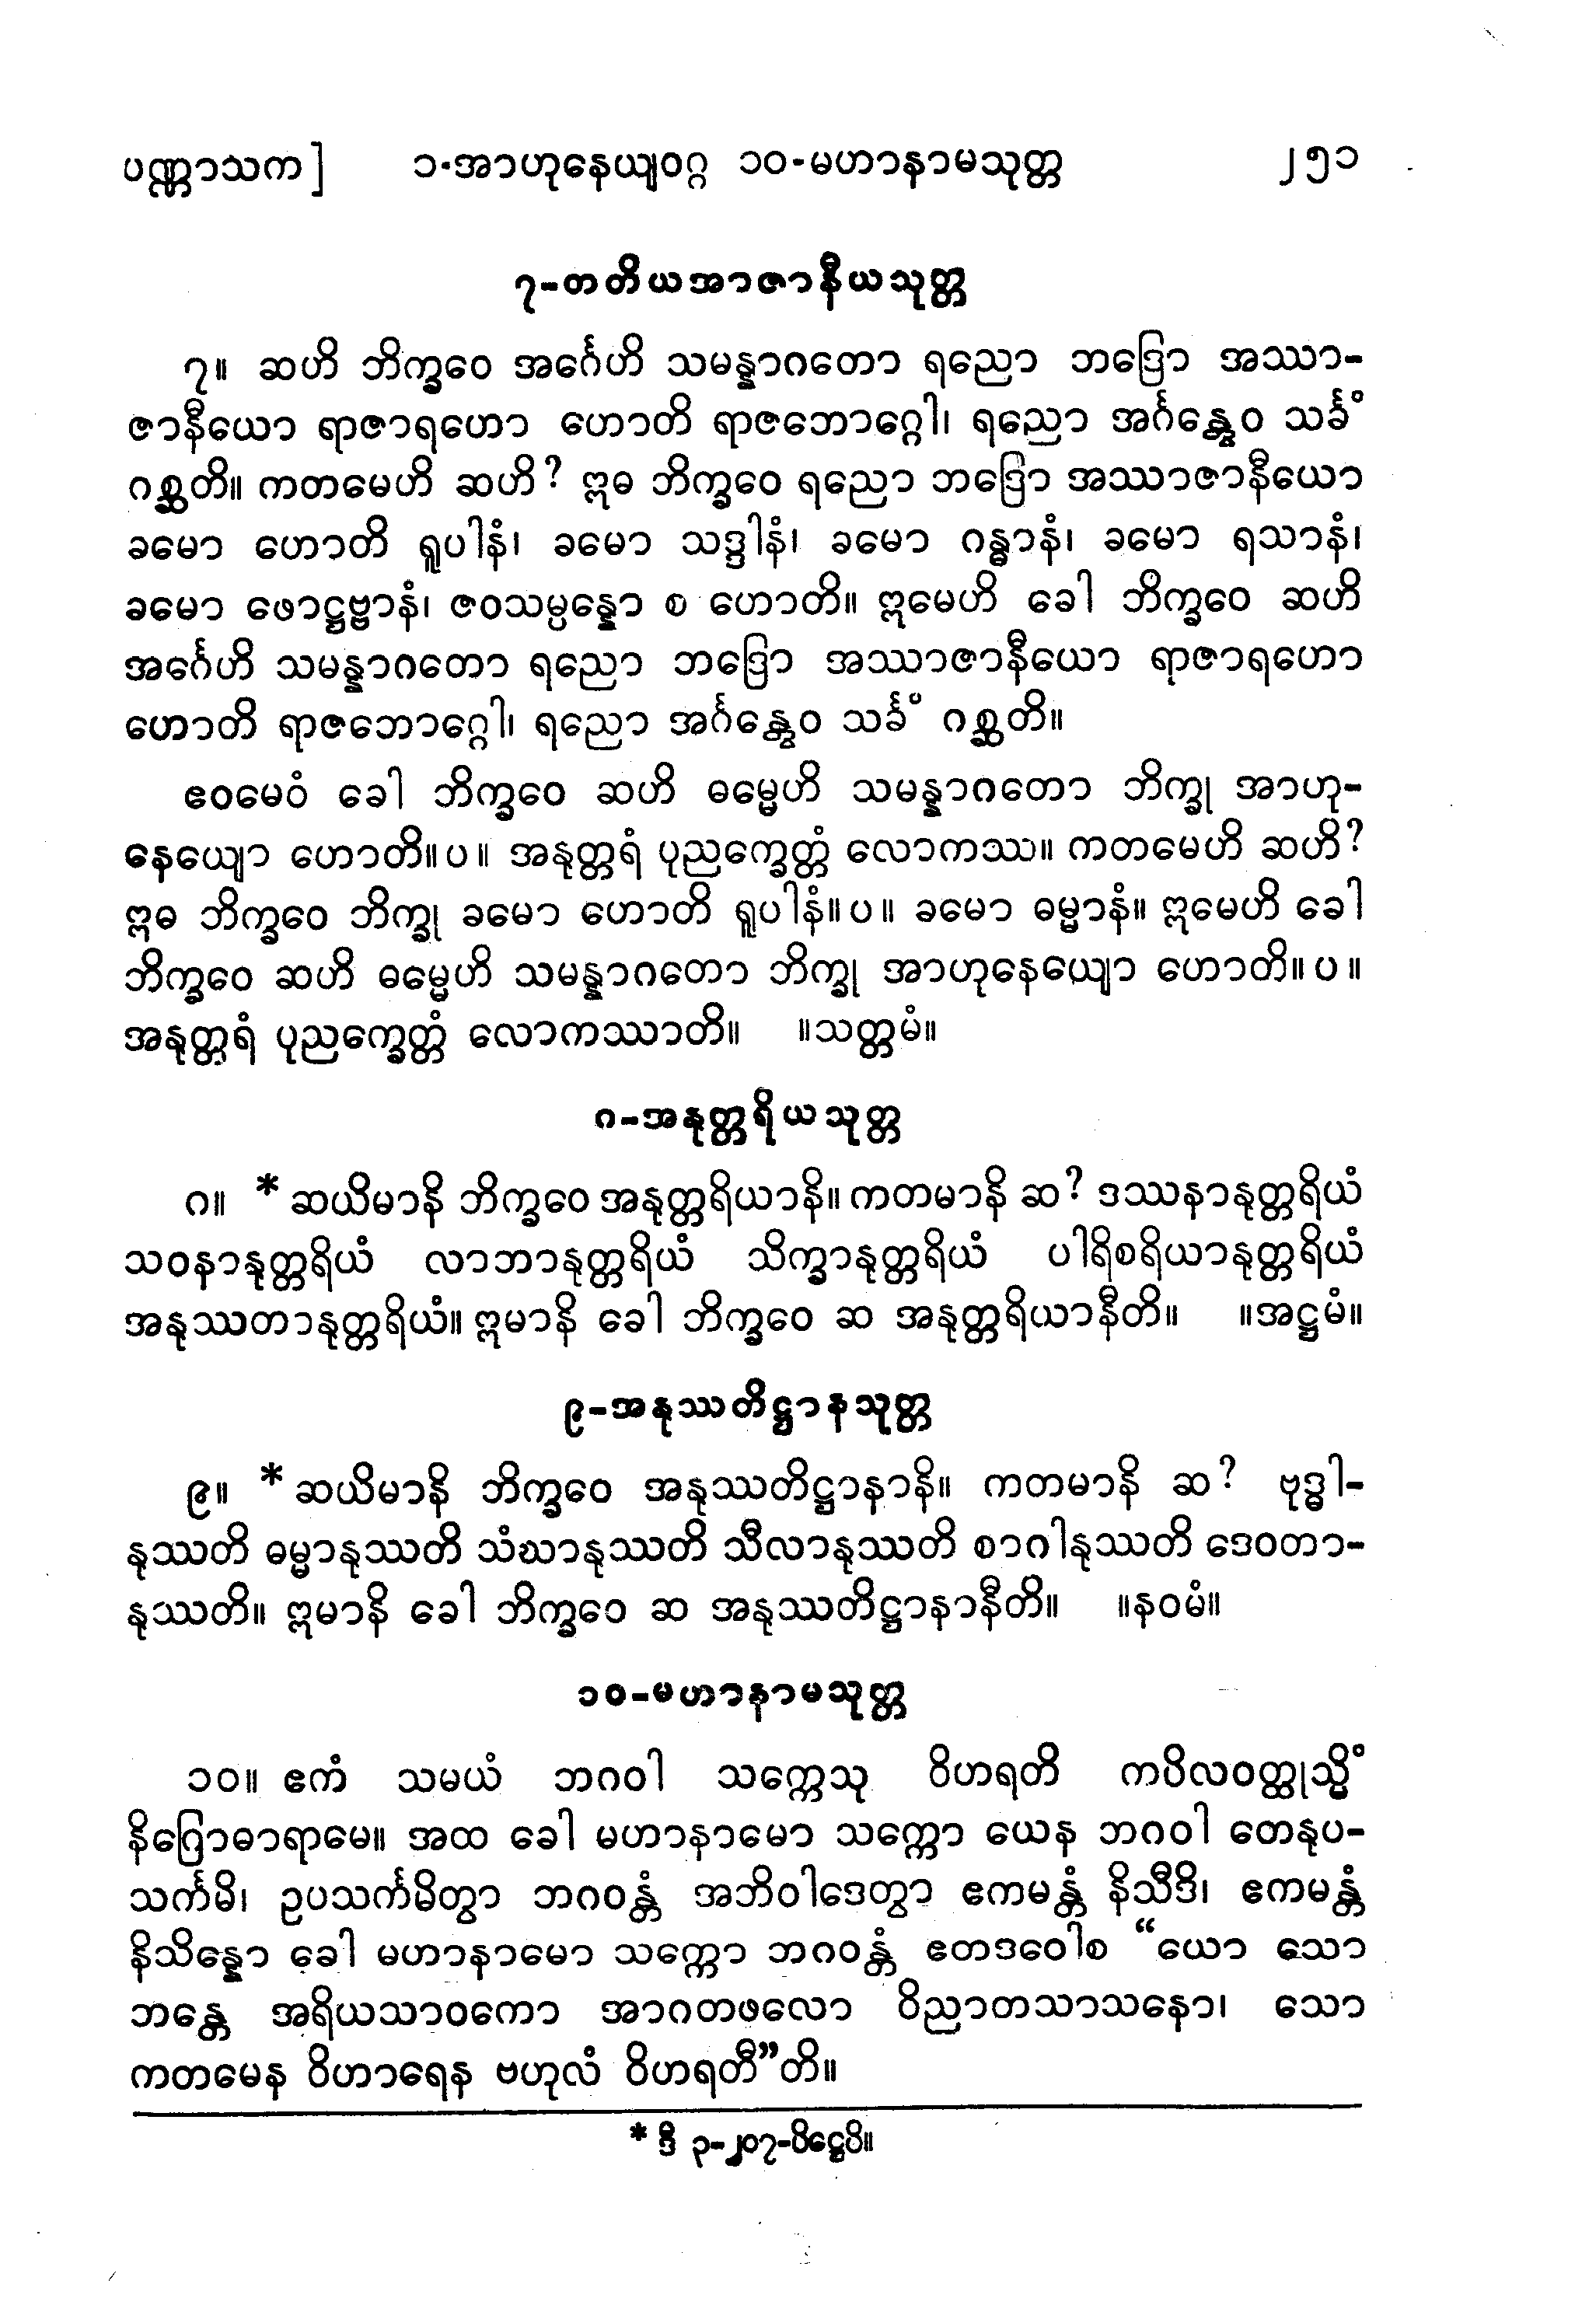 ပဏ္ဏာသက] ၁-အာဟုနေယျဝဂ္ဂ ၁၀-မဟာနာမသုတ္တ ၂၅၁
၇-တတိယအာဇာနီယသုတ္တ
၇။ ဆဟိ ဘိက္ခဝေ အင်္ဂေဟိ သမန္နာဂတော ရညော ဘဒြော အဿာ-
ဇာနီယော ရာဇာရဟော ဟောတိ ရာဇဘောဂ္ဂေါ၊ ရညော အင်္ဂန္တွေဝ သင်္ခံ
ဂစ္ဆတိ။ ကတမေဟိ ဆဟိ? ဣဓ ဘိက္ခဝေ ရညော ဘဒြော အဿာဇာနီယော
ခမော ဟောတိ ရူပါနံ၊ ခမော သဒ္ဒါနံ၊ ခမော ဂန္ဓာနံ၊ ခမော ရသာနံ၊
ခမော ဖောဋ္ဌဗ္ဗာနံ၊ ဇဝသမ္ပန္နော စ ဟောတိ။ ဣမေဟိ ခေါ ဘိက္ခဝေ ဆဟိ
အင်္ဂေဟိ သမန္နာဂတော ရညော ဘဒြော အဿာဇာနီယော ရာဇာရဟော
ဟောတိ ရာဇဘောဂ္ဂေါ၊ ရညော အင်္ဂန္တွေဝ သင်္ခံ ဂစ္ဆတိ။
ဧဝမေဝံ ခေါ ဘိက္ခဝေ ဆဟိ ဓမ္မေဟိ သမန္နာဂတော ဘိက္ခု အာဟု-
နေယျော ဟောတိ။ပ။ အနုတ္တရံ ပုညက္ခေတ္တံ လောကဿ။ ကတမေဟိ ဆဟိ?
ဣဓ ဘိက္ခဝေ ဘိက္ခု ခမော ဟောတိ ရူပါနံ။ပ။ ခမော ဓမ္မာနံ။ ဣမေဟိ ခေါ
ဘိက္ခဝေ ဆဟိ ဓမ္မေဟိ သမန္နာဂတော ဘိက္ခု အာဟုနေယျော ဟောတိ။ပ။
အနုတ္တရံ ပုညက္ခေတ္တံ လောကဿာတိ။ ။သတ္တမံ။
၈-အနုတ္တရိယသုတ္တ
၈။ * ဆယိမာနိ ဘိက္ခဝေ အနုတ္တရိယာနိ။ ကတမာနိ ဆ? ဒဿနာနုတ္တရိယံ
သဝနာနုတ္တရိယံ လာဘာနုတ္တရိယံ သိက္ခာနုတ္တရိယံ ပါရိစရိယာနုတ္တရိယံ
အနုဿတာနုတ္တရိယံ။ ဣမာနိ ခေါ ဘိက္ခဝေ ဆ အနုတ္တရိယာနီတိ။ ။အဋ္ဌမံ။
၉-အနုဿတိဋ္ဌာနသုတ္တ
၉။ * ဆယိမာနိ ဘိက္ခဝေ အနုဿတိဋ္ဌာနာနိ။ ကတမာနိ ဆ? ဗုဒ္ဓါ-
နုဿတိ ဓမ္မာနုဿတိ သံဃာနုဿတိ သီလာနုဿတိ စာဂါနုဿတိ ဒေဝတာ-
နုဿတိ။ ဣမာနိ ခေါ ဘိက္ခဝေ ဆ အနုဿတိဋ္ဌာနာနီတိ။ ။နဝမံ။
၁၀-မဟာနာမသုတ္တ
၁၀။ ဧကံ သမယံ ဘဂဝါ သက္ကေသု ဝိဟရတိ ကပိလဝတ္ထုသ္မိံ
နိဂြောဓာရာမေ။ အထ ခေါ မဟာနာမော သက္ကော ယေန ဘဂဝါ တေနုပ-
သင်္ကမိ၊ ဥပသင်္ကမိတွာ ဘဂဝန္တံ အဘိဝါဒေတွာ ဧကမန္တံ နိသီဒိ၊ ဧကမန္တံ
နိသိန္နော ခေါ မဟာနာမော သက္ကော ဘဂဝန္တံ ဧတဒဝေါစ “ယော သော
ဘန္တေ အရိယသာဝကော အာဂတဖလော ဝိညာတသာသနော၊ သော
ကတမေန ဝိဟာရေန ဗဟုလံ ဝိဟရတီ”တိ။
* ဒီ ၃-၂၀၇-ပိဋ္ဌေပိ။